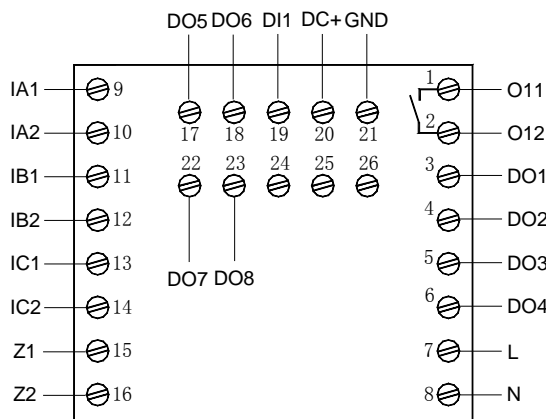 DO5 DO6 DI1 DC+ GND
IA1 9 1 O11
17 18 19 20 21
IA2 10 2 O12
22 23 24 25 26
IB1 11 3 DO1
IB2 12 4 DO2
IC1 13 5 DO3
DO7 DO8
IC2 14 6 DO4
Z1 15 7 L
Z2 16 8 N